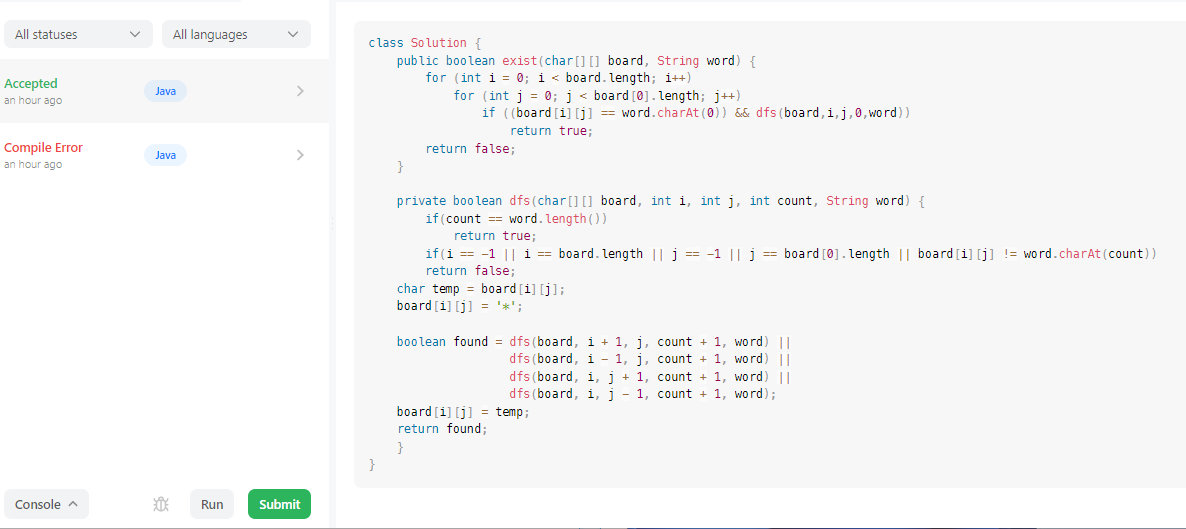 All statuses
All languages
Accepted
an hour ago
Java
Compile Error
an hour ago
Java
class Solution {
    public boolean exist(char[][] board, String word) {
        for (int i = 0; i < board.length; i++)
            for (int j = 0; j < board[0].length; j++)
                if ((board[i][j] == word.charAt(0)) && dfs(board,i,j,0,word))
                    return true;
        return false;
    }
    private boolean dfs(char[][] board, int i, int j, int count, String word) {
        if(count == word.length())
            return true;
        if(i == -1 || i == board.length || j == -1 || j == board[0].length || board[i][j] != word.charAt(count))
        return false;
    char temp = board[i][j];
    board[i][j] = '*';
    boolean found = dfs(board, i + 1, j, count + 1, word) ||
                    dfs(board, i - 1, j, count + 1, word) ||
                    dfs(board, i, j + 1, count + 1, word) ||
                    dfs(board, i, j - 1, count + 1, word);
    board[i][j] = temp;
    return found;
    }
}
Console
Run
Submit